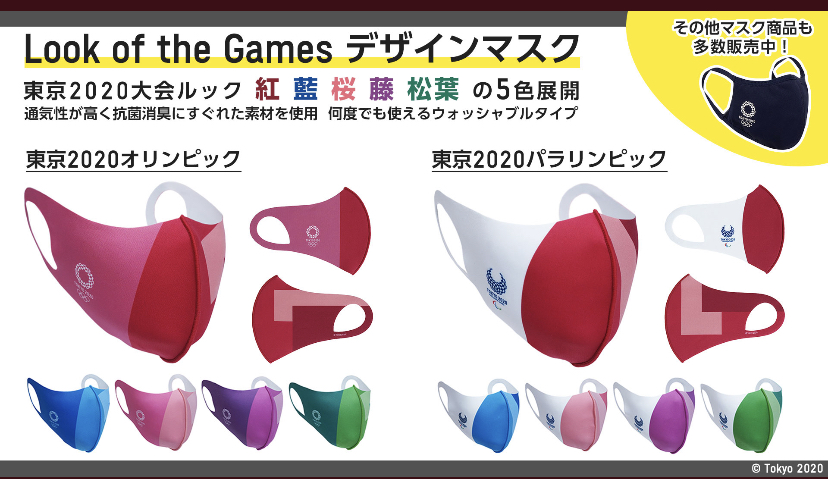 Look of the Games デザインマスク
その他マスク商品も
多数販売中！
東京2020大会ルック 紅 藍 桜 藤 松葉 の5色展開
通気性が高く抗菌消臭にすぐれた素材を使用 何度でも使えるウォッシャブルタイプ
東京2020オリンピック
東京2020パラリンピック
© Tokyo 2020